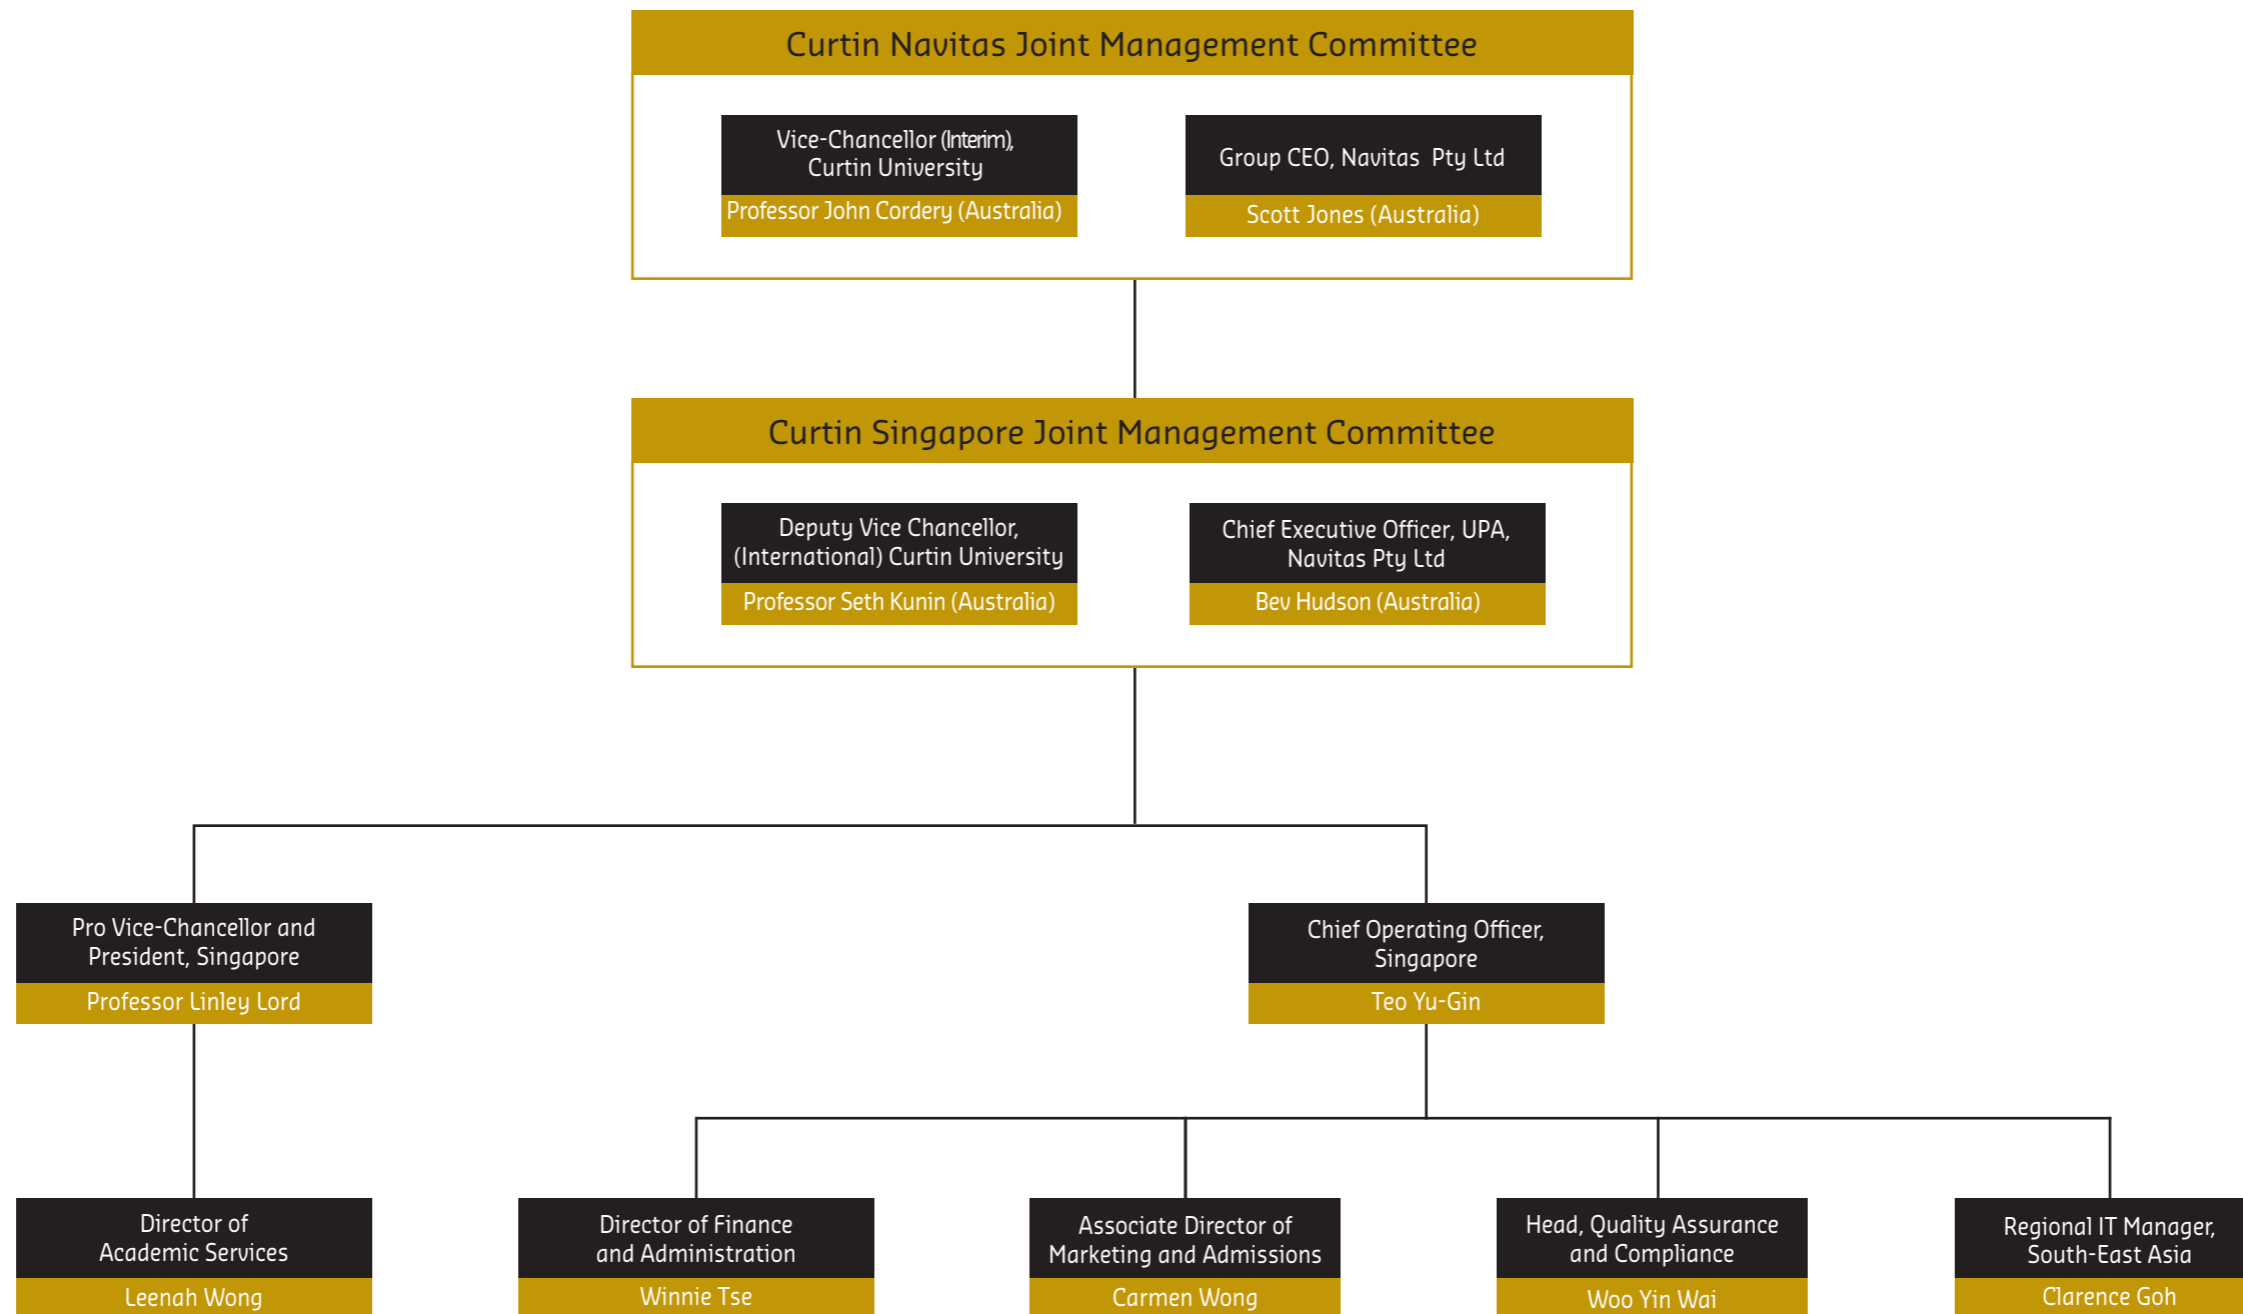 Curtin Navitas Joint Management Committee
Vice-Chancellor (Interim),
Curtin University
Professor John Cordery (Australia)
Group CEO, Navitas Pty Ltd
Scott Jones (Australia)
Curtin Singapore Joint Management Committee
Deputy Vice Chancellor,
(International) Curtin University
Professor Seth Kunin (Australia)
Chief Executive Officer, UPA,
Navitas Pty Ltd
Bev Hudson (Australia)
Pro Vice-Chancellor and
President, Singapore
Professor Linley Lord
Chief Operating Officer,
Singapore
Teo Yu-Gin
Director of
Academic Services
Leenah Wong
Director of Finance
and Administration
Winnie Tse
Associate Director of
Marketing and Admissions
Carmen Wong
Head, Quality Assurance
and Compliance
Woo Yin Wai
Regional IT Manager,
South-East Asia
Clarence Goh